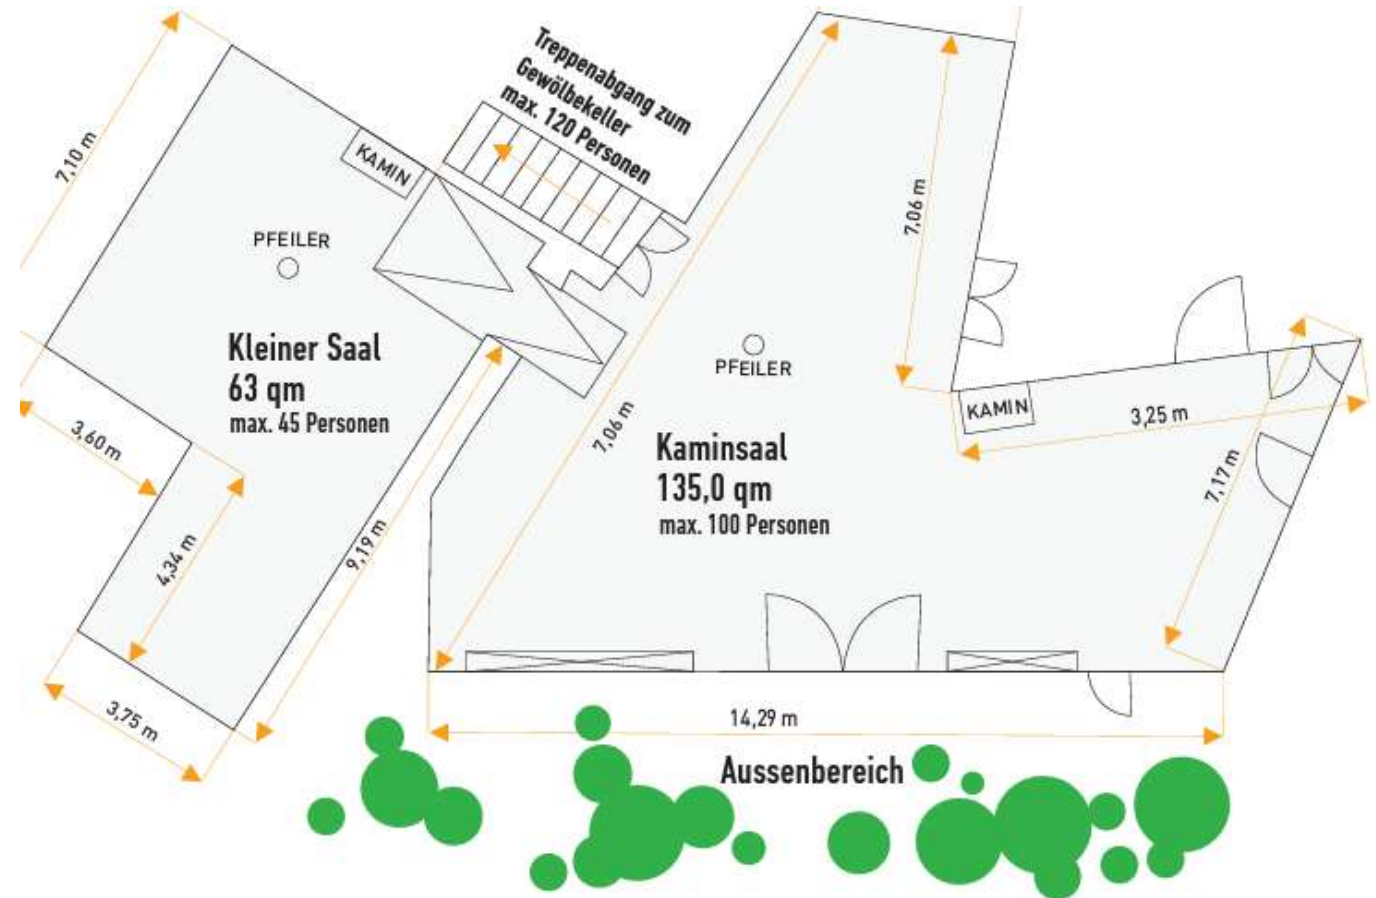 Treppenabgang zum
Gewölbekeller
max. 120 Personen
7,10 m
KAMIN
PFEILER
7,06 m
Kleiner Saal
63 qm
max. 45 Personen
PFEILER
KAMIN
3,25 m
3,60 m
7,06 m
Kaminsaal
135,0 qm
max. 100 Personen
7,17 m
4,34 m
9,19 m
3,75 m
14,29 m
Aussenbereich